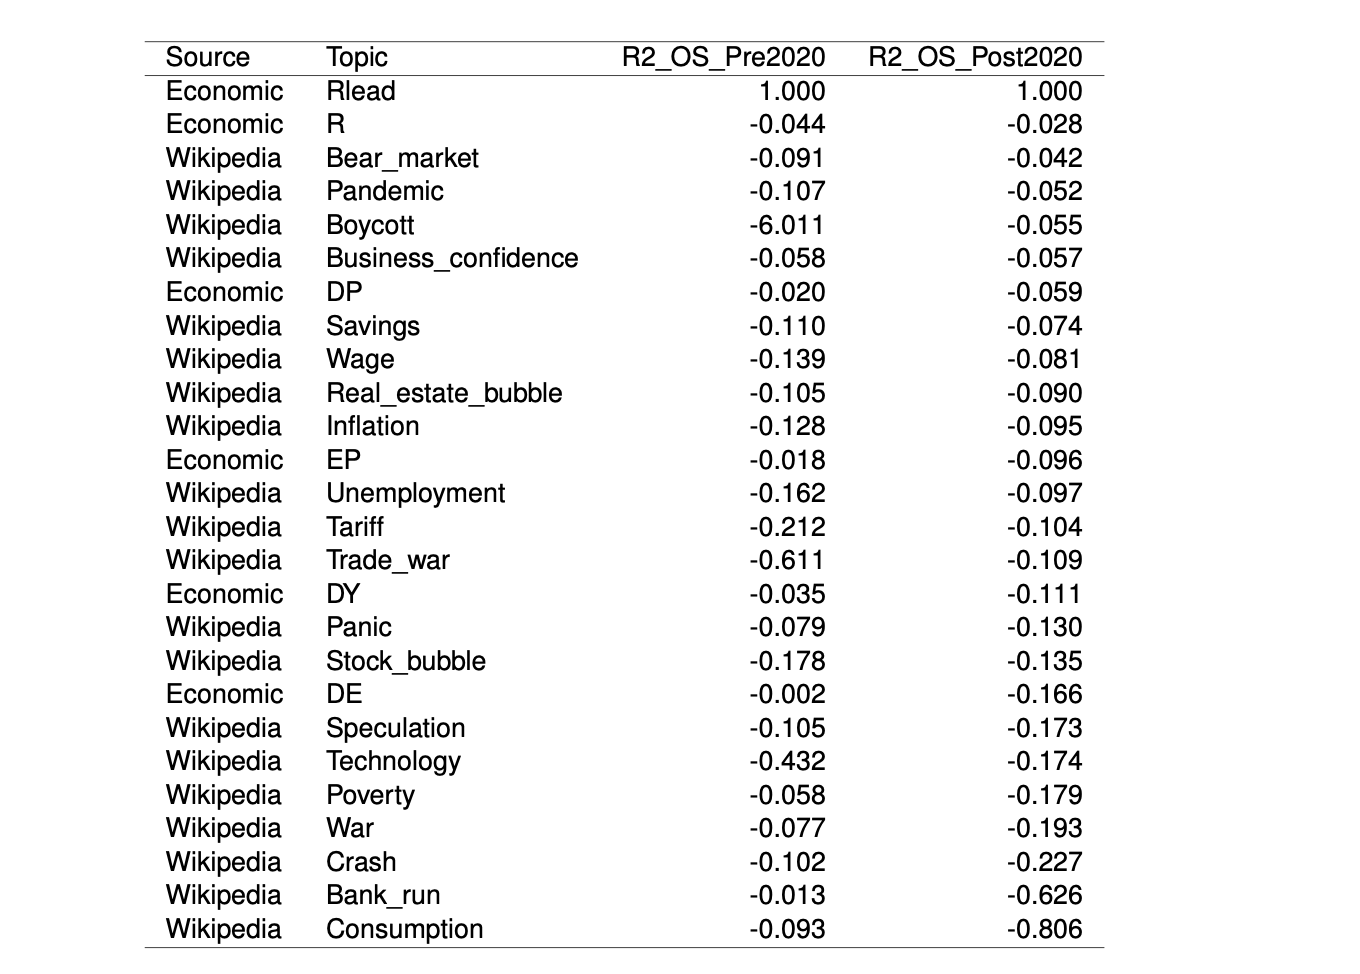 Source Topic R2_OS_Pre2020 R2_OS_Post2020
Economic Rlead 1.000 1.000
Economic R -0.044 -0.028
Wikipedia Bear_market -0.091 -0.042
Wikipedia Pandemic -0.107 -0.052
Wikipedia Boycott -6.011 -0.055
Wikipedia Business_confidence -0.058 -0.057
Economic DP -0.020 -0.059
Wikipedia Savings -0.110 -0.074
Wikipedia Wage -0.139 -0.081
Wikipedia Real_estate_bubble -0.105 -0.090
Wikipedia Inflation -0.128 -0.095
Economic EP -0.018 -0.096
Wikipedia Unemployment -0.162 -0.097
Wikipedia Tariff -0.212 -0.104
Wikipedia Trade_war -0.611 -0.109
Economic DY -0.035 -0.111
Wikipedia Panic -0.079 -0.130
Wikipedia Stock_bubble -0.178 -0.135
Economic DE -0.002 -0.166
Wikipedia Speculation -0.105 -0.173
Wikipedia Technology -0.432 -0.174
Wikipedia Poverty -0.058 -0.179
Wikipedia War -0.077 -0.193
Wikipedia Crash -0.102 -0.227
Wikipedia Bank_run -0.013 -0.626
Wikipedia Consumption -0.093 -0.806